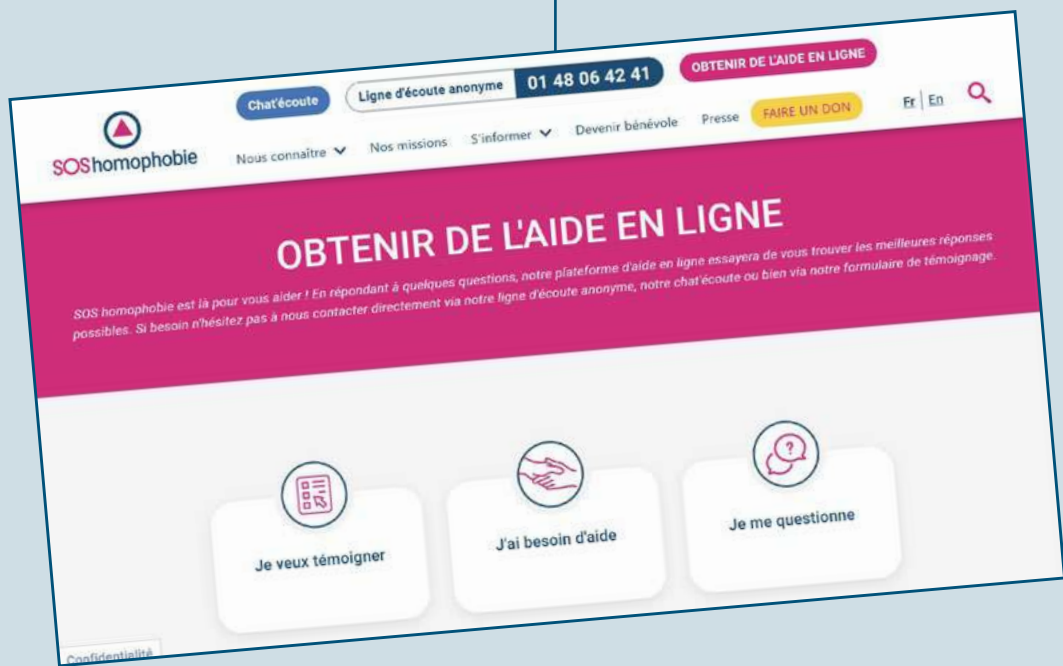 Chat'écoute
Ligne d'écoute anonyme 01 48 06 42 41
OBTENIR DE L'AIDE EN LIGNE
SOS homophobie
Nous connaître
Nos missions
S'informer
Devenir bénévole
Presse
FAIRE UN DON
Fr | En
OBTENIR DE L'AIDE EN LIGNE
SOS homophobie est là pour vous aider ! En répondant à quelques questions, notre plateforme d'aide en ligne essayera de vous trouver les meilleures réponses
possibles. Si besoin n'hésitez pas à nous contacter directement via notre ligne d'écoute anonyme, notre chat'écoute ou bien via notre formulaire de témoignage.
?
Je veux témoigner
J'ai besoin d'aide
Je me questionne
Confidentialité